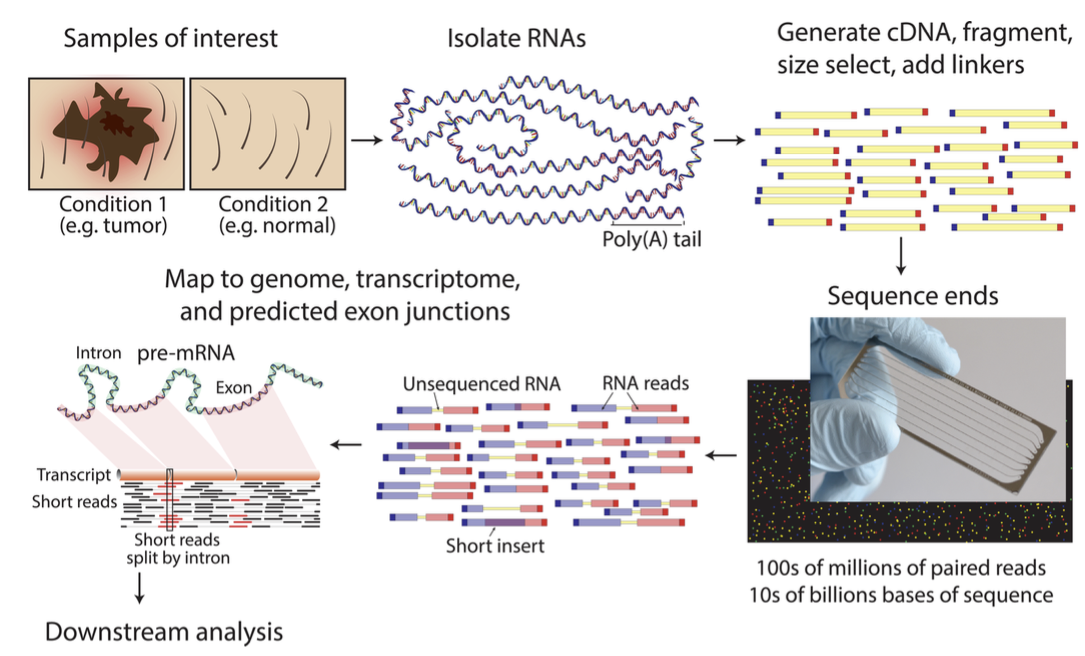 Samples of interest
Condition 1
(e.g. tumor)
Condition 2
(e.g. normal)
Isolate RNAs
Poly(A) tail
Generate cDNA, fragment,
size select, add linkers
Sequence ends
100s of millions of paired reads
10s of billions bases of sequence
Unsequenced RNA
RNA reads
Short insert
Map to genome, transcriptome,
and predicted exon junctions
Intron
pre-mRNA
Exon
Transcript
Short reads
Short reads
split by intron
Downstream analysis